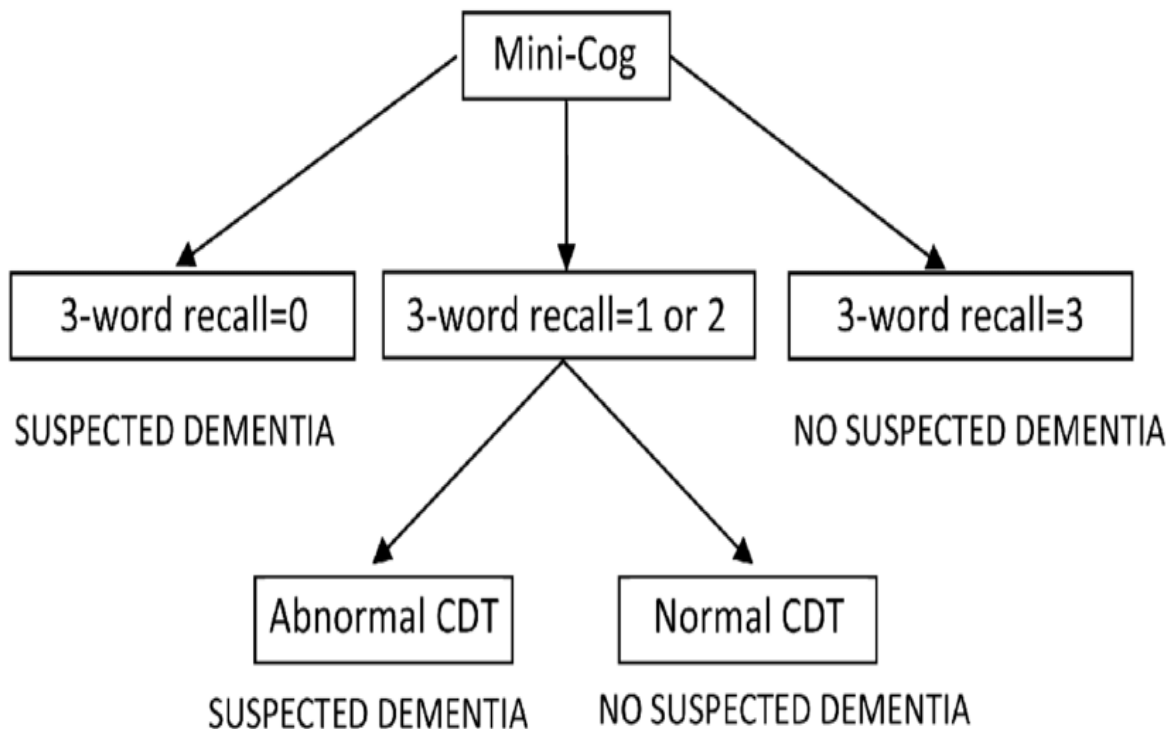 Mini-Cog
3-word recall=0
3-word recall=1 or 2
3-word recall=3
SUSPECTED DEMENTIA
NO SUSPECTED DEMENTIA
Abnormal CDT
Normal CDT
SUSPECTED DEMENTIA
NO SUSPECTED DEMENTIA